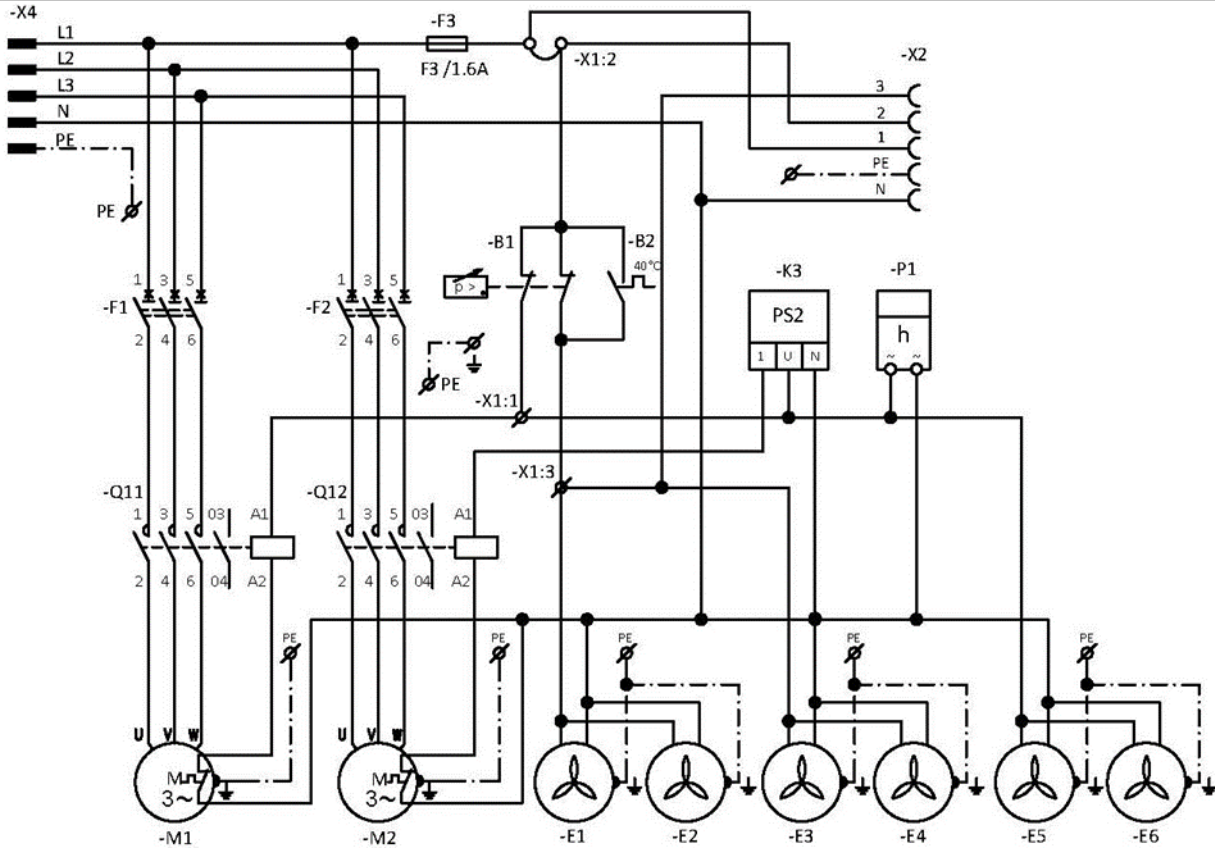 -X4
L1
L2
L3
N
PE
PE
-F3
F3 /1.6A
-X1:2
-X2
3
2
1
PE
N
-B1
-B2
40°C
p >
-K3
PS2
1 U N
-P1
h
~ ~
1 3 5
-F1
2 4 6
1 3 5
-F2
2 4 6
PE
-X1:1
-X1:3
-Q11
1 3 5 03 A1
2 4 6 04 A2
-Q12
1 3 5 03 A1
2 4 6 04 A2
PE
PE
PE
PE
PE
U V W
M
3~
U V W
M
3~
-M1
-M2
-E1
-E2
-E3
-E4
-E5
-E6